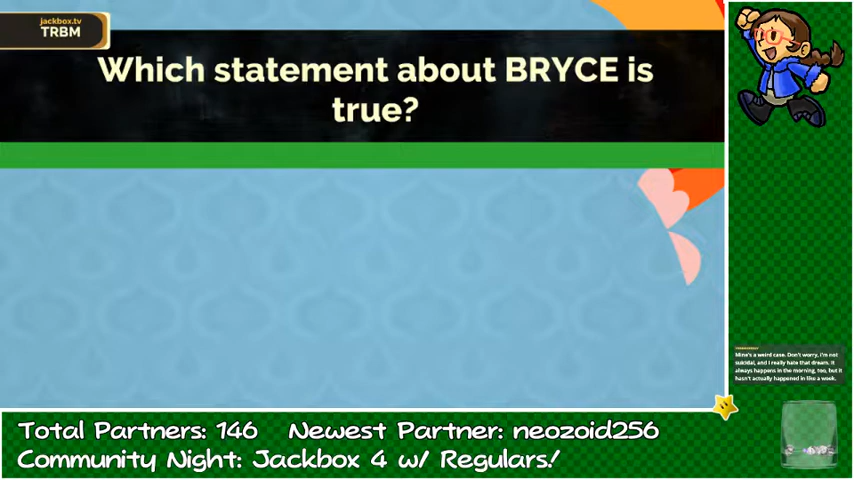 jackbox.tv
TRBM
Which statement about BRYCE is
true?
Mine's a weird case. Don't worry, I'm not
suicidal, and I really hate that dream. It
always happens in the morning, too, but it
hasn't actually happened in like a week.
Total Partners: 146 Newest Partner: neozoid256
Community Night: Jackbox 4 w/ Regulars!